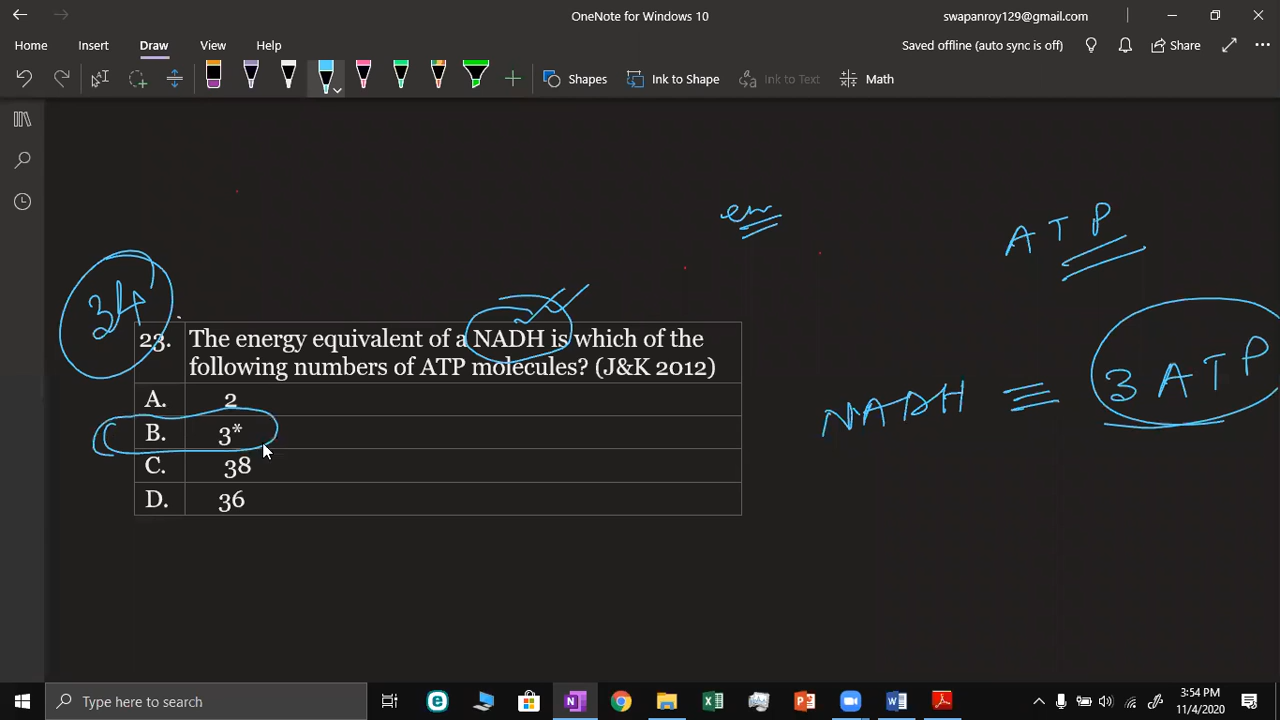 OneNote for Windows 10
swapanroy129@gmail.com
Home Insert Draw View Help
Saved offline (auto sync is off)
Share
Shapes
Ink to Shape
Ink to Text
Math
en
ATP
34
23. The energy equivalent of a NADH is which of the
following numbers of ATP molecules? (J&K 2012)
A. 2
B. 3*
C. 38
D. 36
NADH ≡ 3 ATP
Type here to search
3:54 PM
11/4/2020